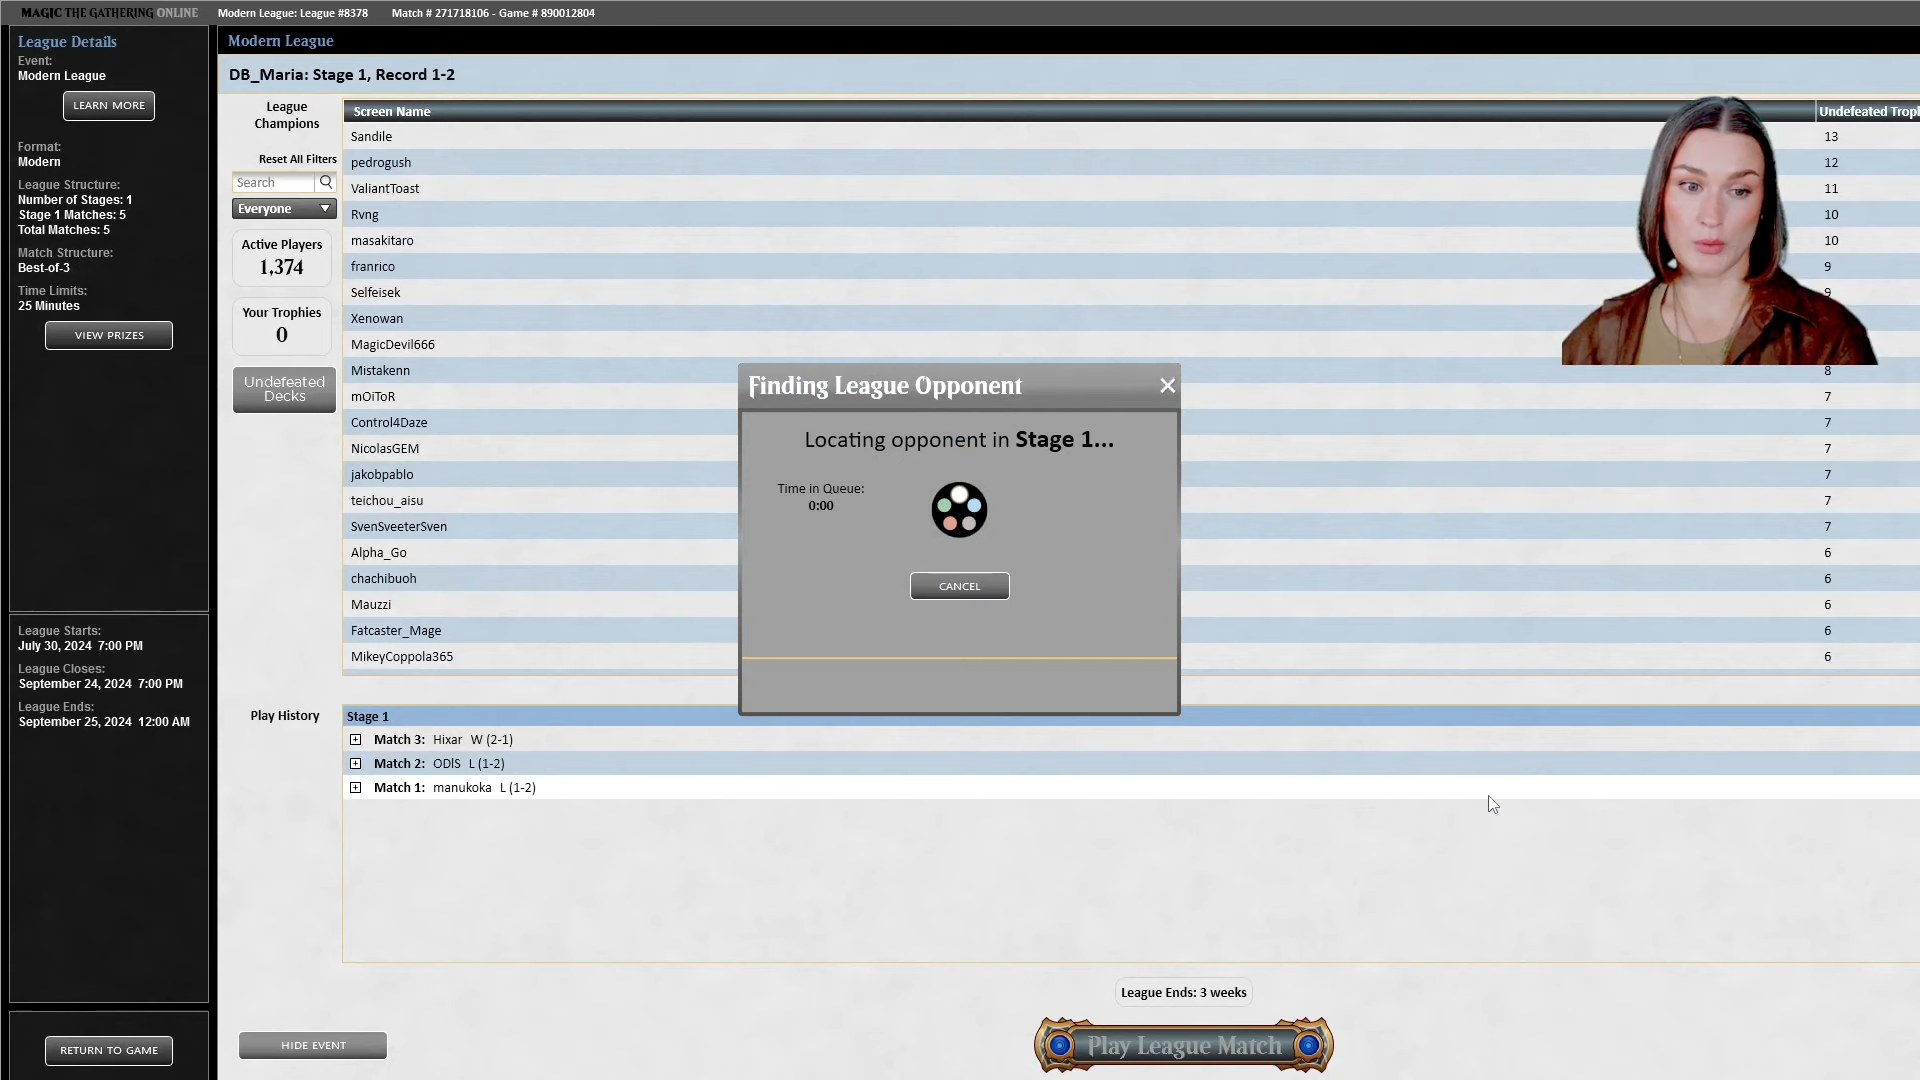 MAGIC THE GATHERING ONLINE
Modern League: League #8378
Match # 271718106 - Game # 890012804
League Details
Event:
Modern League
LEARN MORE
Format:
Modern
League Structure:
Number of Stages: 1
Stage 1 Matches: 5
Total Matches: 5
Match Structure:
Best-of-3
Time Limits:
25 Minutes
VIEW PRIZES
League Starts:
July 30, 2024 7:00 PM
League Closes:
September 24, 2024 7:00 PM
League Ends:
September 25, 2024 12:00 AM
RETURN TO GAME
Modern League
DB_Maria: Stage 1, Record 1-2
League
Champions
Reset All Filters
Search
Everyone
Active Players
1,374
Your Trophies
0
Undefeated
Decks
Screen Name Undefeated
Sandile 13
pedrogush 12
ValiantToast 11
Rvng 10
masakitaro 10
franrico 9
Selfeisek 9
Xenowan
MagicDevil666
Mistakenn 8
mOiToR 7
Control4Daze 7
NicolasGEM 7
jakobpablo 7
teichou_aisu 7
SvenSveeterSven 7
Alpha_Go 6
chachibuoh 6
Mauzzi 6
Fatcaster_Mage 6
MikeyCoppola365 6
Finding League Opponent
Locating opponent in Stage 1...
Time in Queue:
0:00
CANCEL
Play History
Stage 1
Match 3: Hixar W (2-1)
Match 2: ODlS L (1-2)
Match 1: manukoka L (1-2)
League Ends: 3 weeks
HIDE EVENT
Play League Match